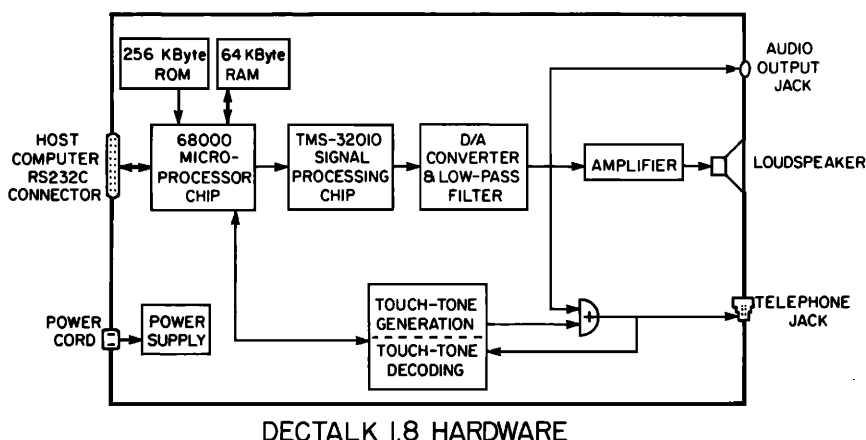 256 KByte
ROM
64 KByte
RAM
AUDIO
OUTPUT
JACK
HOST
COMPUTER
RS232C
CONNECTOR
68000
MICRO-
PROCESSOR
CHIP
TMS-32010
SIGNAL
PROCESSING
CHIP
D/A
CONVERTER
& LOW-PASS
FILTER
AMPLIFIER
LOUDSPEAKER
POWER
CORD
POWER
SUPPLY
TOUCH-TONE
GENERATION
TOUCH-TONE
DECODING
+
TELEPHONE
JACK
DECTALK 1.8 HARDWARE